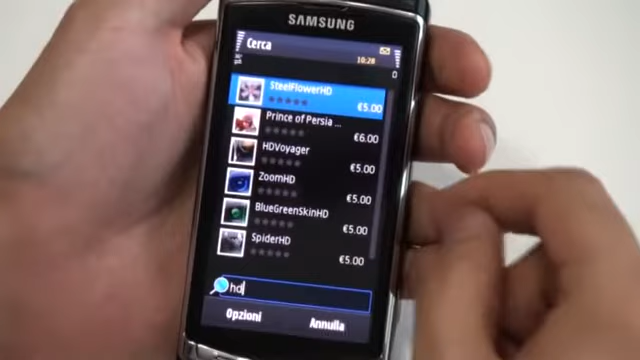 SAMSUNG
Cerca
10:28
0
SteelFlowerHD
€5.00
Prince of Persia ...
€6.00
HDVoyager
€5.00
ZoomHD
€5.00
BlueGreenSkinHD
€5.00
SpiderHD
€5.00
hd
Opzioni
Annulla